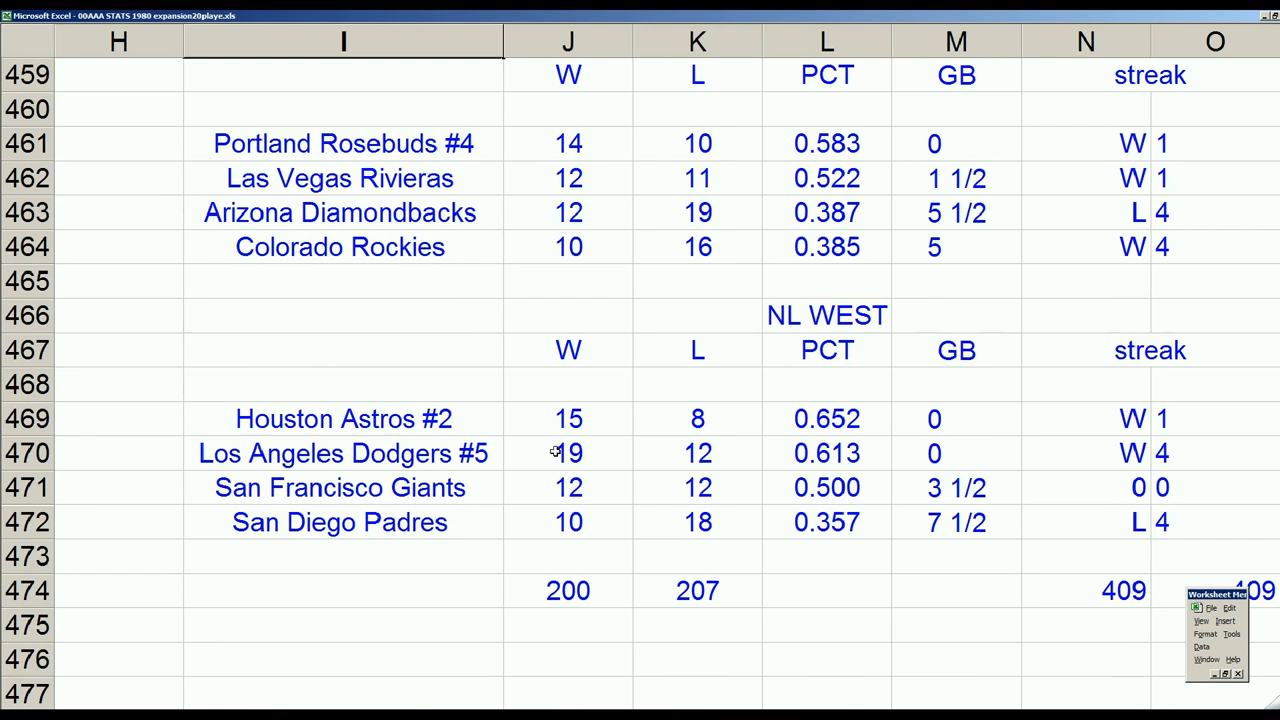 Microsoft Excel - 00AAA STATS 1980 expansion20playe.xls
H I J K L M N O
459 W L PCT GB streak
460
461 Portland Rosebuds #4 14 10 0.583 0 W 1
462 Las Vegas Rivieras 12 11 0.522 1 1/2 W 1
463 Arizona Diamondbacks 12 19 0.387 5 1/2 L 4
464 Colorado Rockies 10 16 0.385 5 W 4
465
466 NL WEST
467 W L PCT GB streak
468
469 Houston Astros #2 15 8 0.652 0 W 1
470 Los Angeles Dodgers #5 19 12 0.613 0 W 4
471 San Francisco Giants 12 12 0.500 3 1/2 0 0
472 San Diego Padres 10 18 0.357 7 1/2 L 4
473
474 200 207 409 09
475
476
477
Worksheet Me
File Edit
View Insert
Format Tools
Data
Window Help